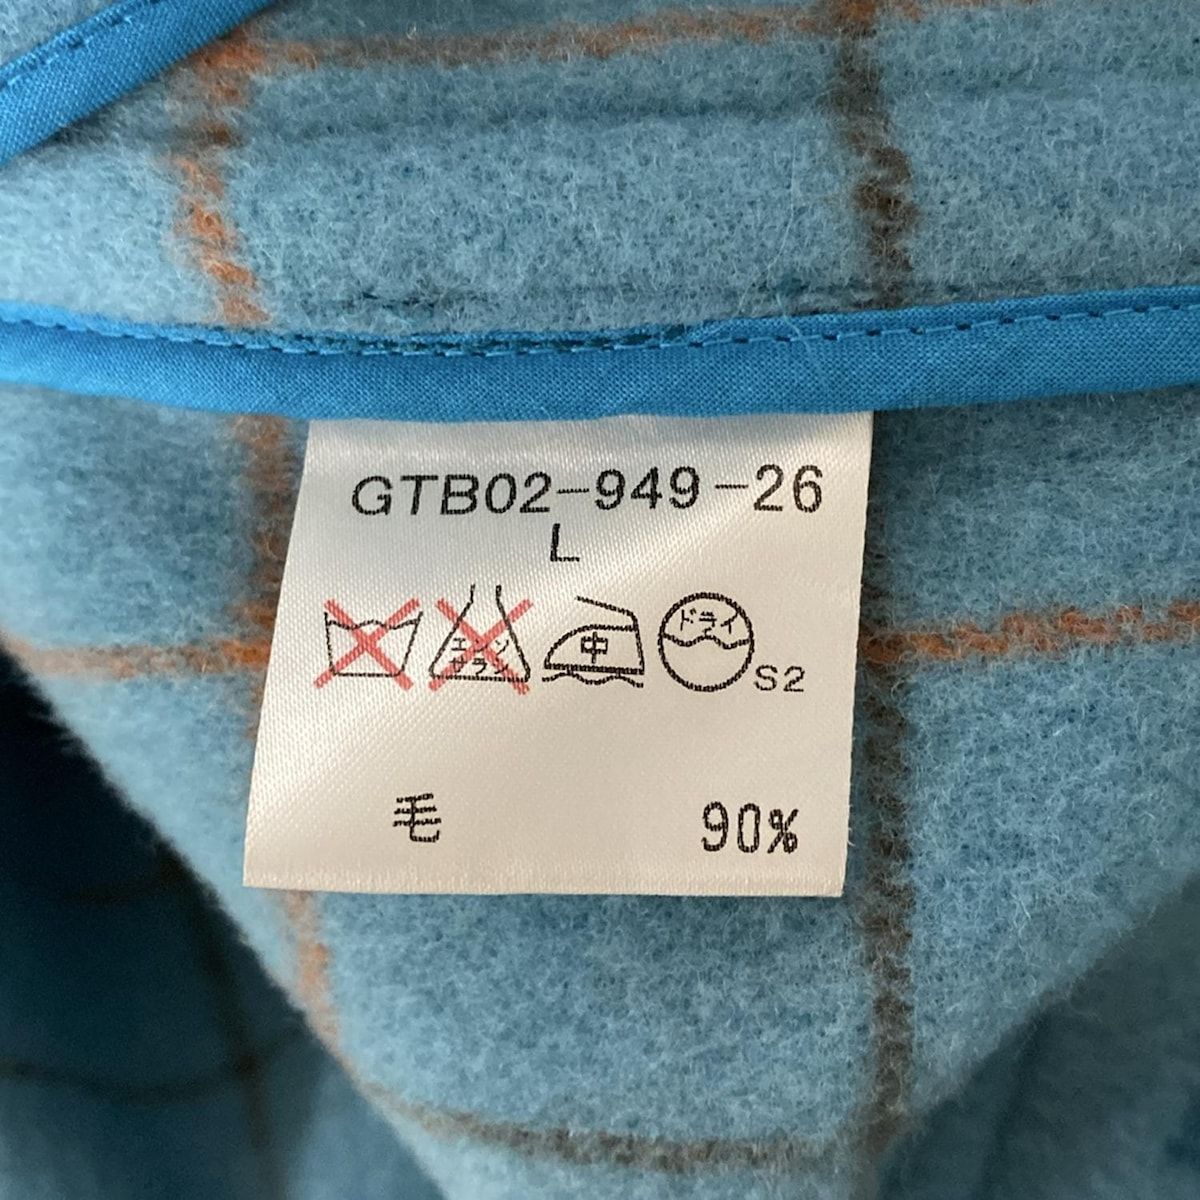 GTB02-949-26
L
エンソ
サラシ
中
ドライ
S2
毛 90%